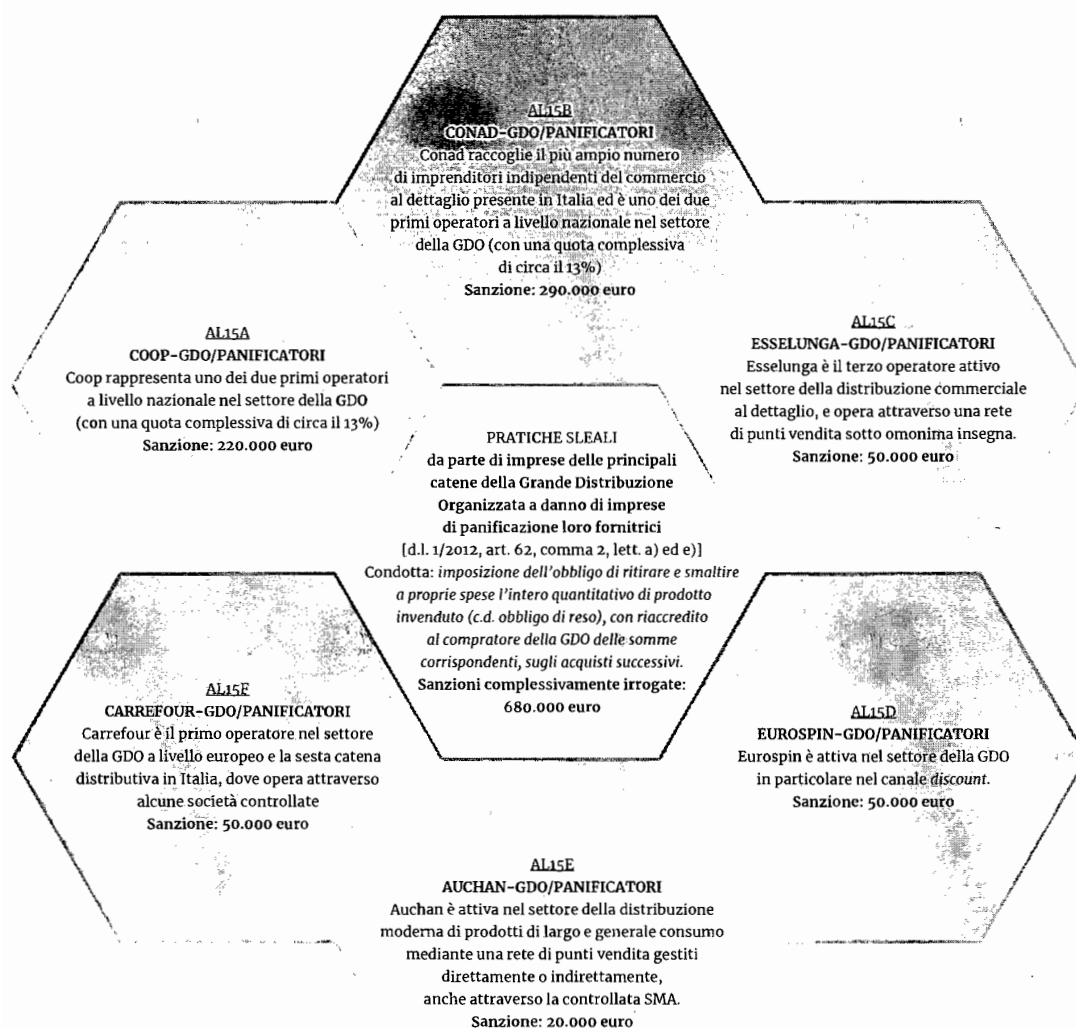 AL15B
CONAD-GDO/PANIFICATORI
Conad raccoglie il più ampio numero
di imprenditori indipendenti del commercio
al dettaglio presente in Italia ed è uno dei due
primi operatori a livello nazionale nel settore
della GDO (con una quota complessiva
di circa il 13%)
Sanzione: 290.000 euro
AL15A
COOP-GDO/PANIFICATORI
Coop rappresenta uno dei due primi operatori
a livello nazionale nel settore della GDO
(con una quota complessiva di circa il 13%)
Sanzione: 220.000 euro
AL15C
ESSELUNGA-GDO/PANIFICATORI
Esselunga è il terzo operatore attivo
nel settore della distribuzione commerciale
al dettaglio, e opera attraverso una rete
di punti vendita sotto omonima insegna.
Sanzione: 50.000 euro
PRATICHE SLEALI
da parte di imprese delle principali
catene della Grande Distribuzione
Organizzata a danno di imprese
di panificazione loro fornitrici
[d.l. 1/2012, art. 62, comma 2, lett. a) ed e)]
Condotta: imposizione dell'obbligo di ritirare e smaltire
a proprie spese l'intero quantitativo di prodotto
invenduto (c.d. obbligo di reso), con riaccredito
al compratore della GDO delle somme
corrispondenti, sugli acquisti successivi.
Sanzioni complessivamente irrogate:
680.000 euro
AL15F
CARREFOUR-GDO/PANIFICATORI
Carrefour è il primo operatore nel settore
della GDO a livello europeo e la sesta catena
distributiva in Italia, dove opera attraverso
alcune società controllate
Sanzione: 50.000 euro
AL15D
EUROSPIN-GDO/PANIFICATORI
Eurospin è attiva nel settore della GDO
in particolare nel canale discount.
Sanzione: 50.000 euro
AL15E
AUCHAN-GDO/PANIFICATORI
Auchan è attiva nel settore della distribuzione
moderna di prodotti di largo e generale consumo
mediante una rete di punti vendita gestiti
direttamente o indirettamente,
anche attraverso la controllata SMA.
Sanzione: 20.000 euro